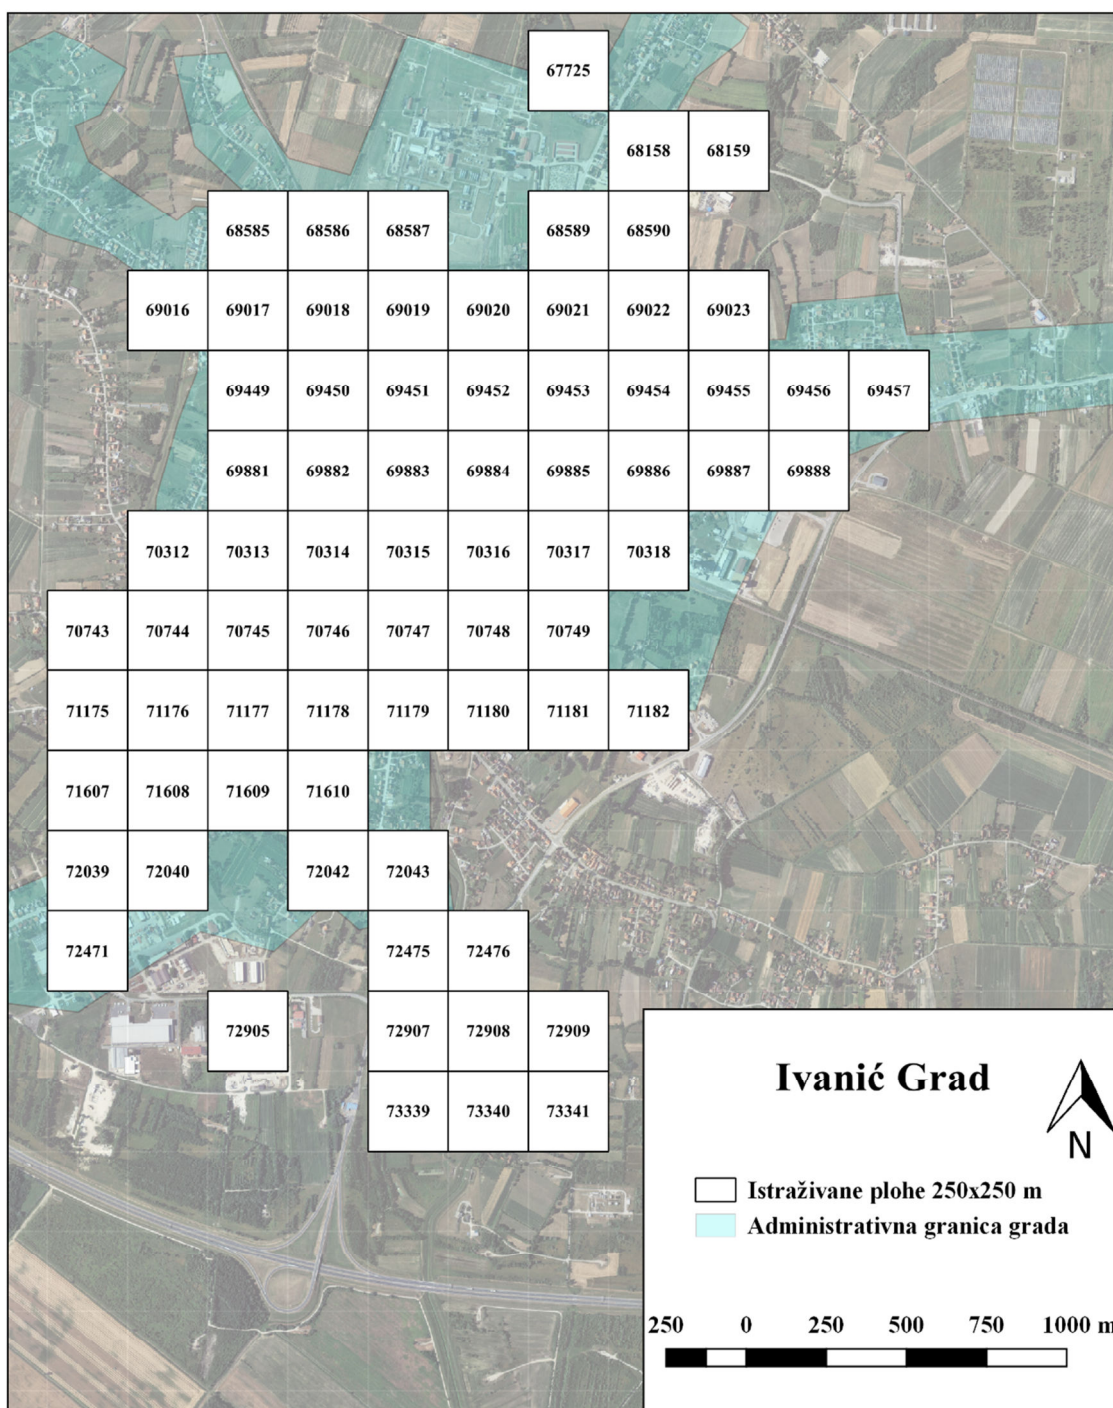 67725
68158 68159
68585 68586 68587 68589 68590
69016 69017 69018 69019 69020 69021 69022 69023
69449 69450 69451 69452 69453 69454 69455 69456 69457
69881 69882 69883 69884 69885 69886 69887 69888
70312 70313 70314 70315 70316 70317 70318
70743 70744 70745 70746 70747 70748 70749
71175 71176 71177 71178 71179 71180 71181 71182
71607 71608 71609 71610
72039 72040 72042 72043
72471 72475 72476
72905 72907 72908 72909
73339 73340 73341
Ivanić Grad
N
Istraživane plohe 250x250 m
Administrativna granica grada
250 0 250 500 750 1000 m